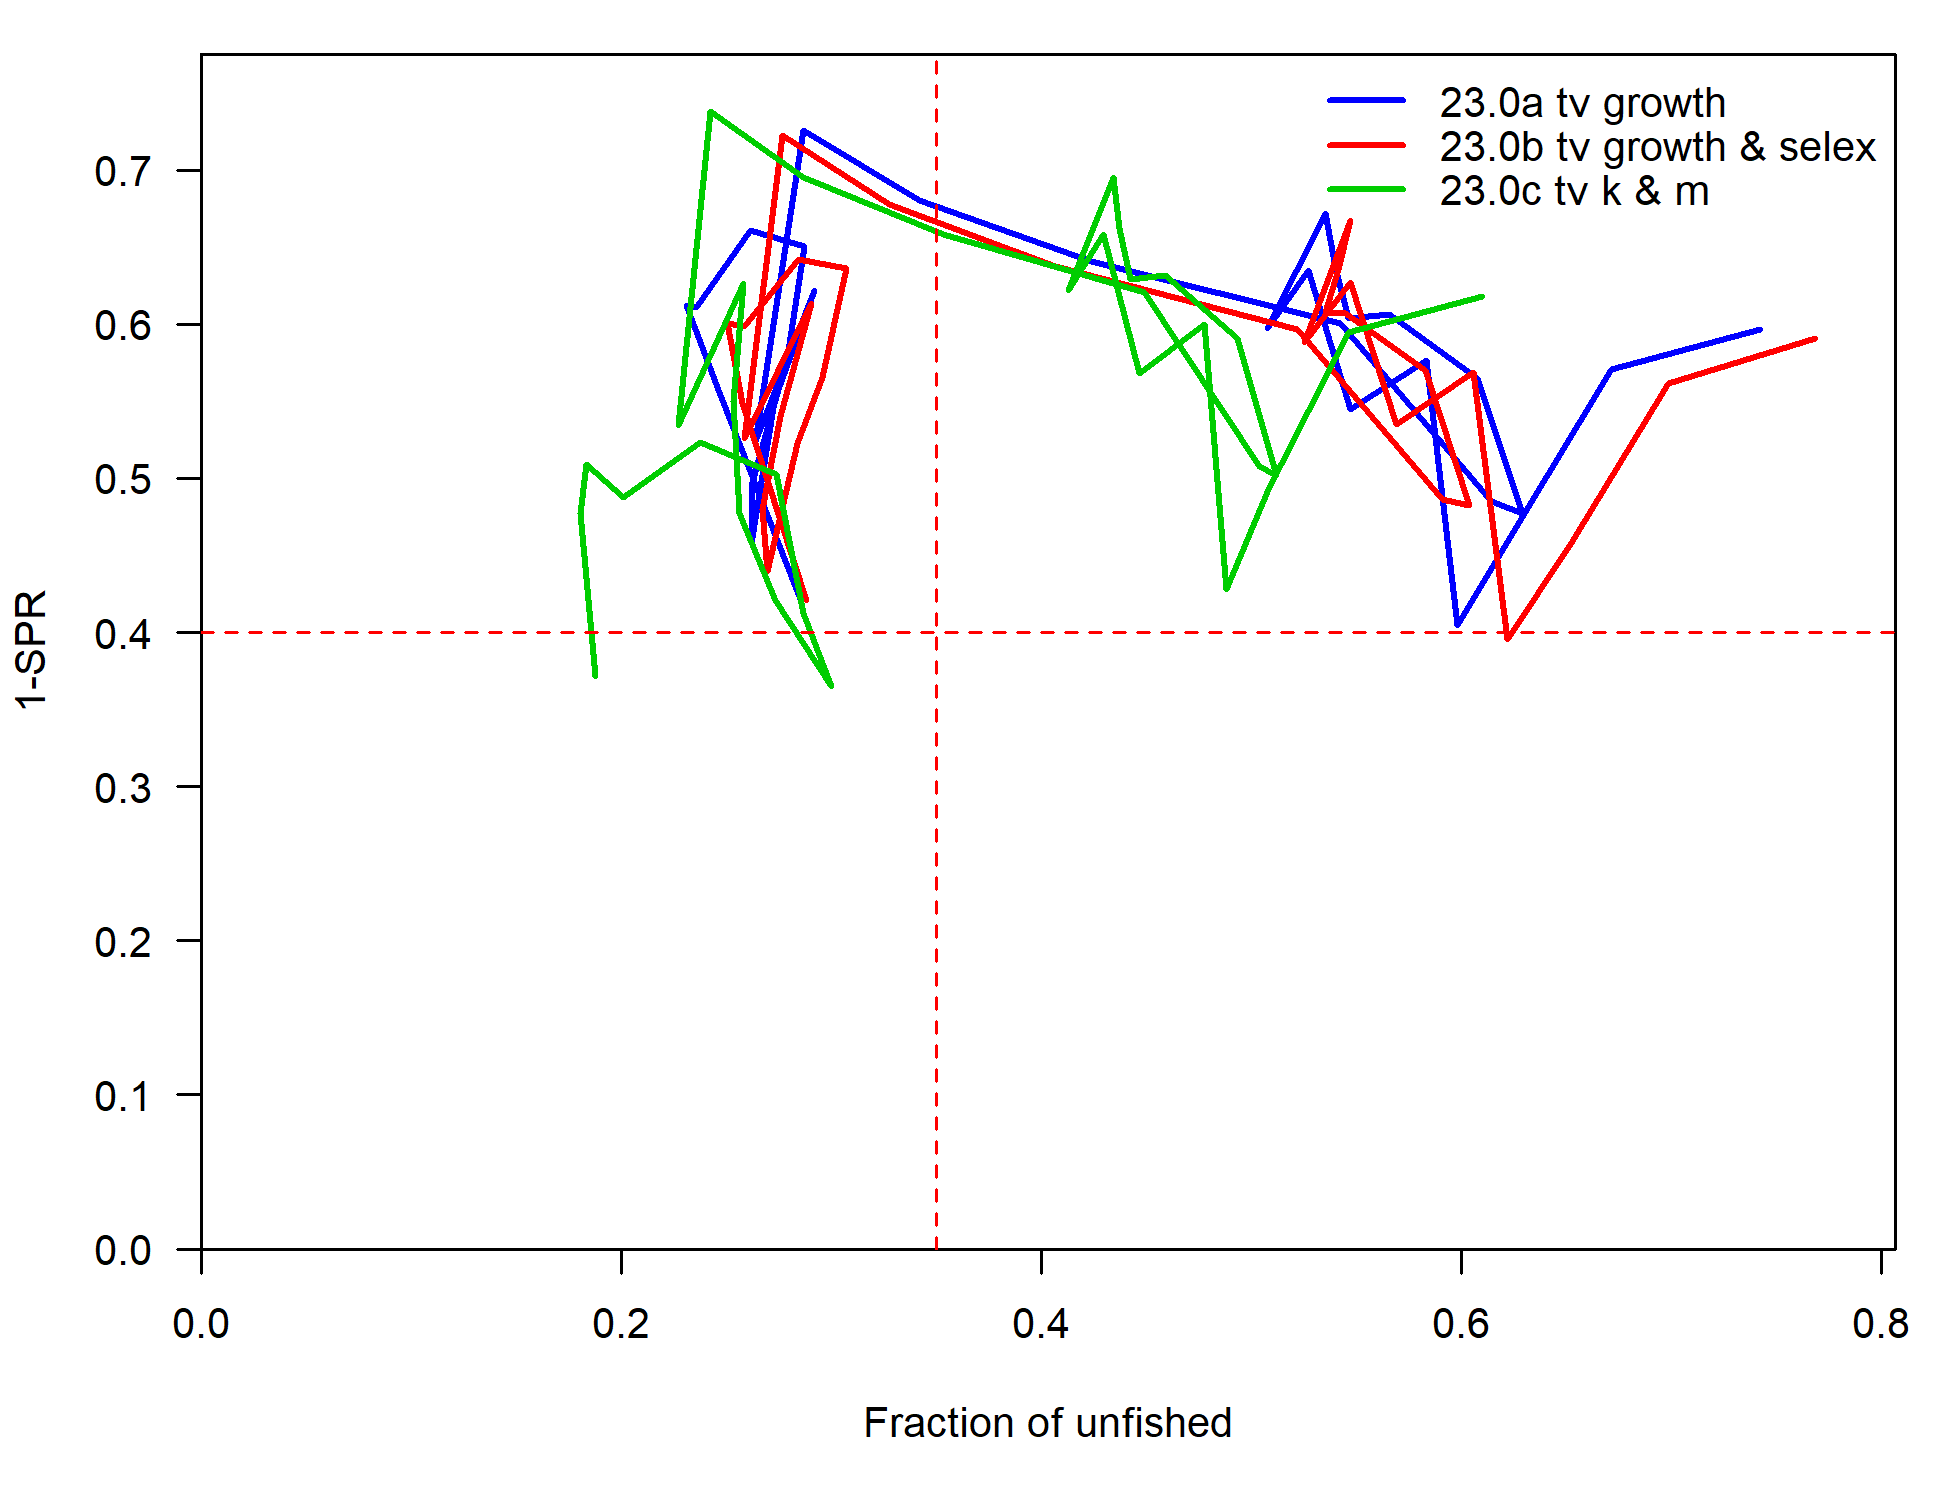 23.0a tv growth
23.0b tv growth & selex
23.0c tv k & m
0.7
0.6
0.5
0.4
0.3
0.2
0.1
0.0
1-SPR
0.0 0.2 0.4 0.6 0.8
Fraction of unfished